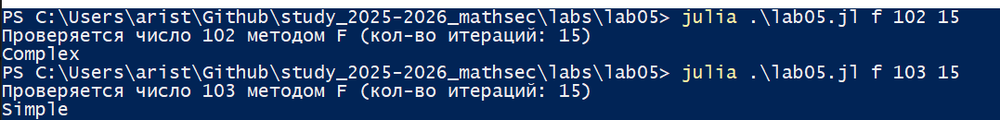 PS C:\Users\arist\Github\study_2025-2026_mathsec\labs\lab05> julia .\lab05.jl f 102 15
Проверяется число 102 методом F (кол-во итераций: 15)
Complex
PS C:\Users\arist\Github\study_2025-2026_mathsec\labs\lab05> julia .\lab05.jl f 103 15
Проверяется число 103 методом F (кол-во итераций: 15)
Simple